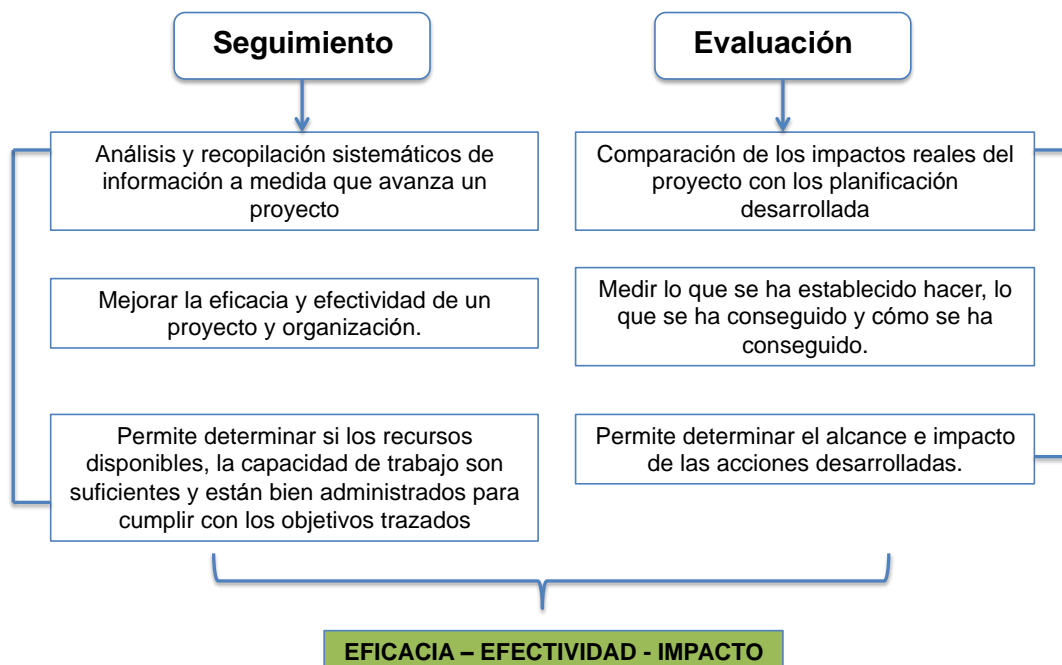 Seguimiento
Análisis y recopilación sistemáticos de
información a medida que avanza un
proyecto
Mejorar la eficacia y efectividad de un
proyecto y organización.
Permite determinar si los recursos
disponibles, la capacidad de trabajo son
suficientes y están bien administrados para
cumplir con los objetivos trazados
Evaluación
Comparación de los impactos reales del
proyecto con los planificación
desarrollada
Medir lo que se ha establecido hacer, lo
que se ha conseguido y cómo se ha
conseguido.
Permite determinar el alcance e impacto
de las acciones desarrolladas.
EFICACIA – EFECTIVIDAD - IMPACTO